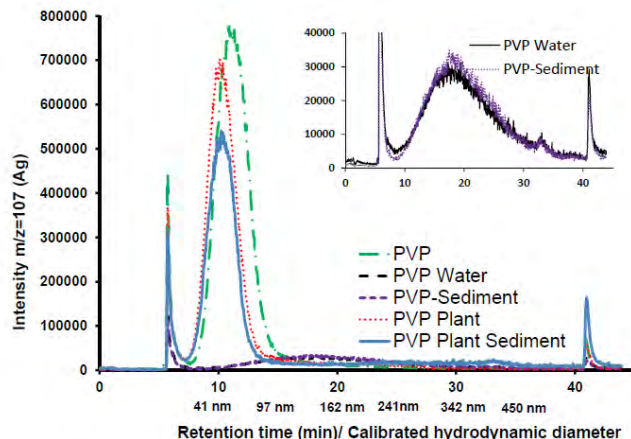 800000
700000
600000
500000
400000
300000
200000
100000
0
Intensity m/z=107 (Ag)
40000
30000
20000
10000
0
0 10 20 30 40
PVP Water
PVP-Sediment
PVP
PVP Water
PVP-Sediment
PVP Plant
PVP Plant Sediment
0 10 20 30 40
41 nm 97 nm 162 nm 241nm 342 nm 450 nm
Retention time (min)/ Calibrated hydrodynamic diameter